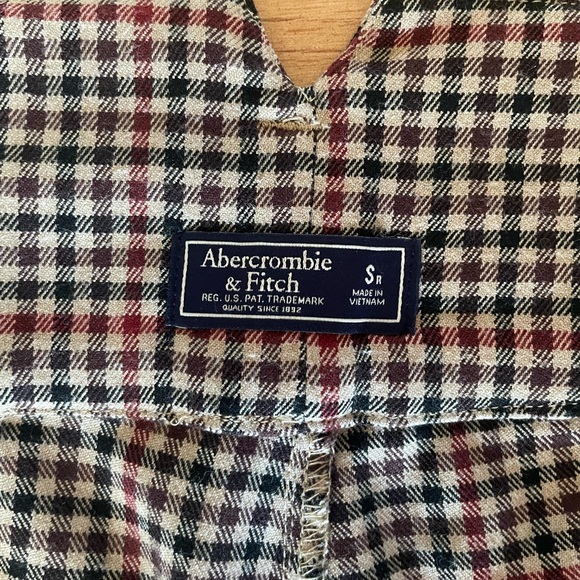 Abercrombie
& Fitch
REG. U.S. PAT. TRADEMARK
QUALITY SINCE 1892
SR
MADE IN
VIETNAM